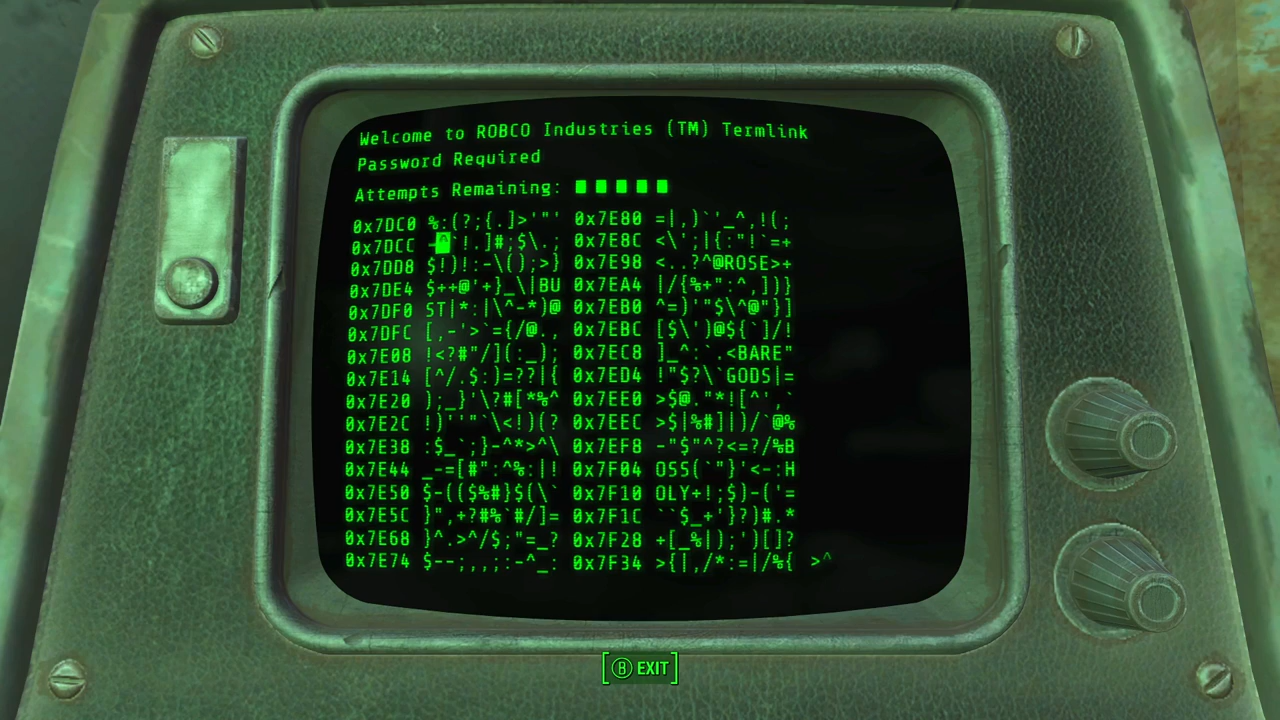 Welcome to ROBCO Industries (TM) Termlink
Password Required
Attempts Remaining: ■ ■ ■ ■ ■
0x7DC0 %:(?;{.]>'"' 0x7E80 =|,)`'_^,!(;
0x7DCC -^`!.]#;$\.; 0x7E8C <\';|{:"!`=+
0x7DD8 $!)!:-\();>} 0x7E98 <..?^@ROSE>+
0x7DE4 $++@'+}_\|BU 0x7EA4 |/{%+":^,])}
0x7DF0 ST|*:|\^-*)@ 0x7EB0 ^=)'"$\^@"}]
0x7DFC [,-'>`={/@., 0x7EBC [$\')@${`]/!
0x7E08 !<?#"/](:_); 0x7EC8 ]_^:`.<BARE"
0x7E14 [^/.$:)=??|{ 0x7ED4 !"$?\`GODS|=
0x7E20 );_}'\?#[*%^ 0x7EE0 >$@."*![^',`
0x7E2C !)''"`\<!)(? 0x7EEC >$|%#]|)/`@%
0x7E38 :$_`;}-^*>^\ 0x7EF8 -"$"^?<=?/%B
0x7E44 _-=[#":^%:|! 0x7F04 OSS(`"}'<-:H
0x7E50 $-(($%#}$(\` 0x7F10 OLY+!;$)-('=
0x7E5C }",+?#%`#/]= 0x7F1C ``$_+'}?)#.*
0x7E68 }^.>^/$;"=_? 0x7F28 +[_%|);')[]?
0x7E74 $--;,,;:-^_: 0x7F34 >{|,/*:=|/%{ >^
Ⓑ EXIT